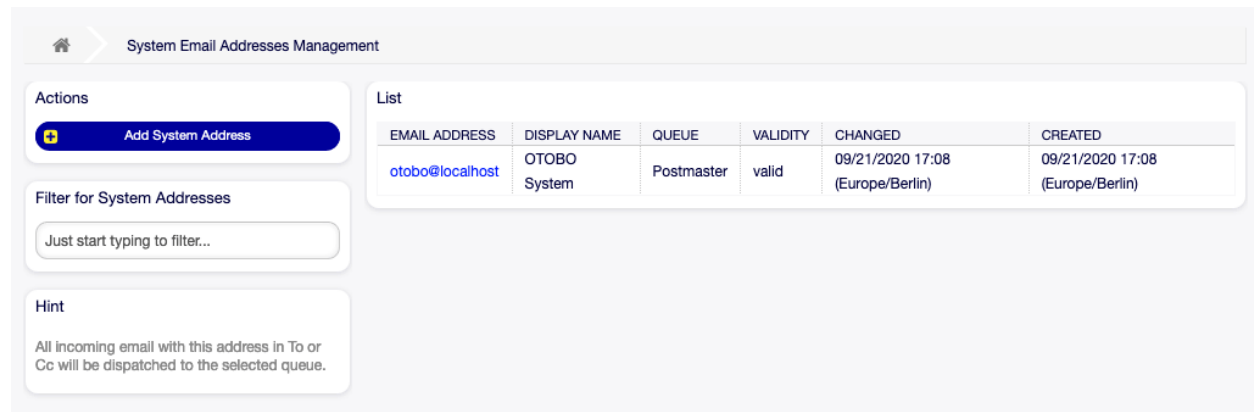 System Email Addresses Management
Actions
Add System Address
Filter for System Addresses
Just start typing to filter...
Hint
All incoming email with this address in To or
Cc will be dispatched to the selected queue.
List
EMAIL ADDRESS DISPLAY NAME QUEUE VALIDITY CHANGED CREATED
otobo@localhost OTOBO System Postmaster valid 09/21/2020 17:08 (Europe/Berlin) 09/21/2020 17:08 (Europe/Berlin)